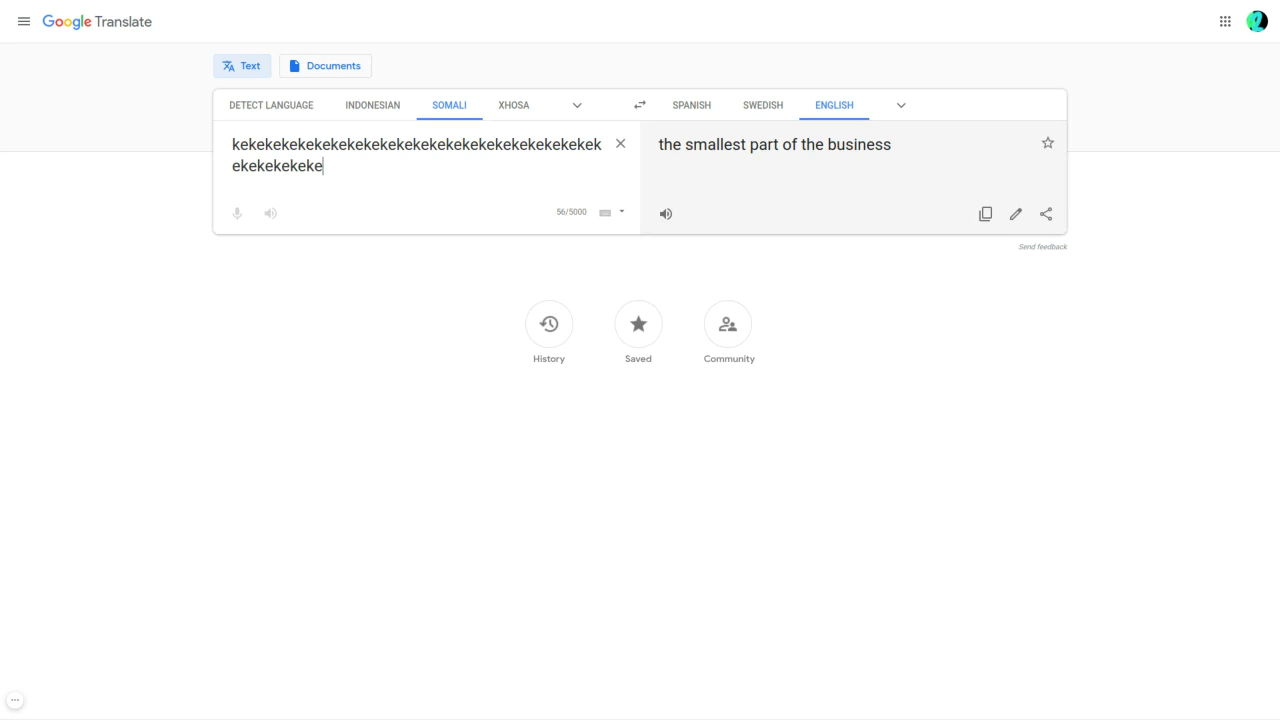 Google Translate
Text
Documents
DETECT LANGUAGE
INDONESIAN
SOMALI
XHOSA
SPANISH
SWEDISH
ENGLISH
kekekekekekekekekekekekekekekekekekekekekekek
ekekekekeke
56/5000
the smallest part of the business
Send feedback
History
Saved
Community